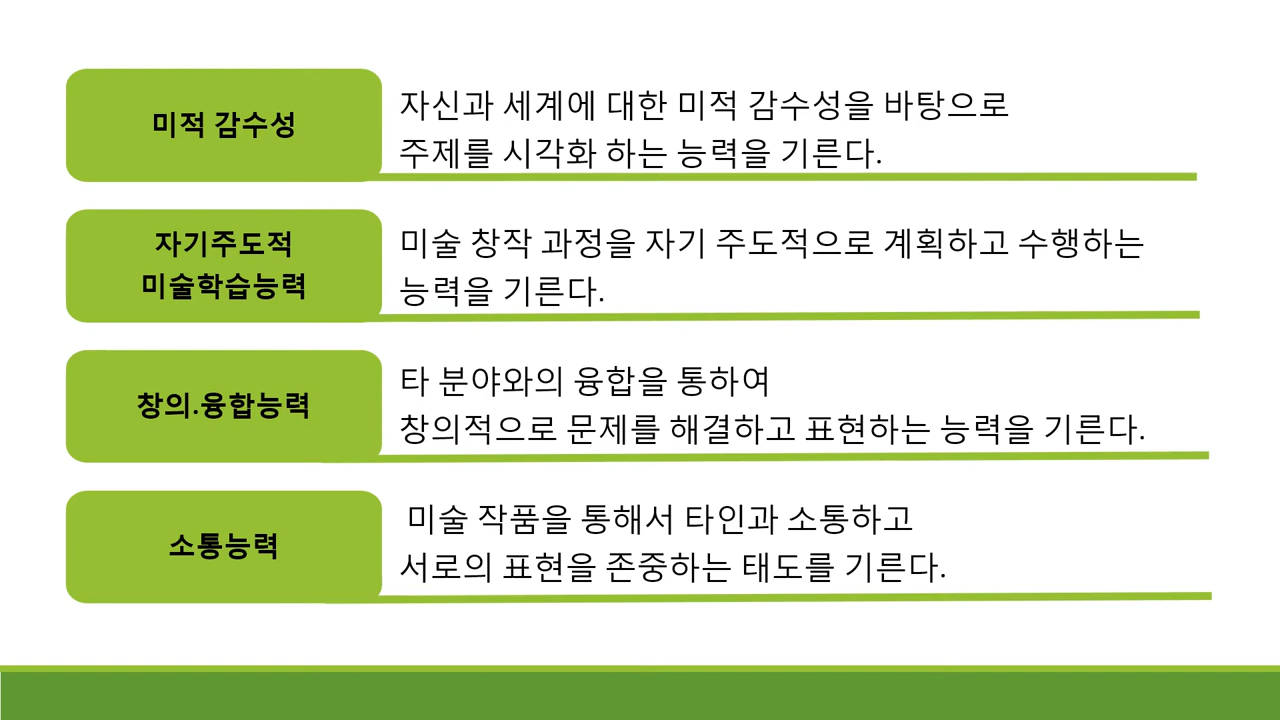 미적 감수성
자신과 세계에 대한 미적 감수성을 바탕으로
주제를 시각화 하는 능력을 기른다.
자기주도적
미술학습능력
미술 창작 과정을 자기 주도적으로 계획하고 수행하는
능력을 기른다.
창의.융합능력
타 분야와의 융합을 통하여
창의적으로 문제를 해결하고 표현하는 능력을 기른다.
소통능력
미술 작품을 통해서 타인과 소통하고
서로의 표현을 존중하는 태도를 기른다.